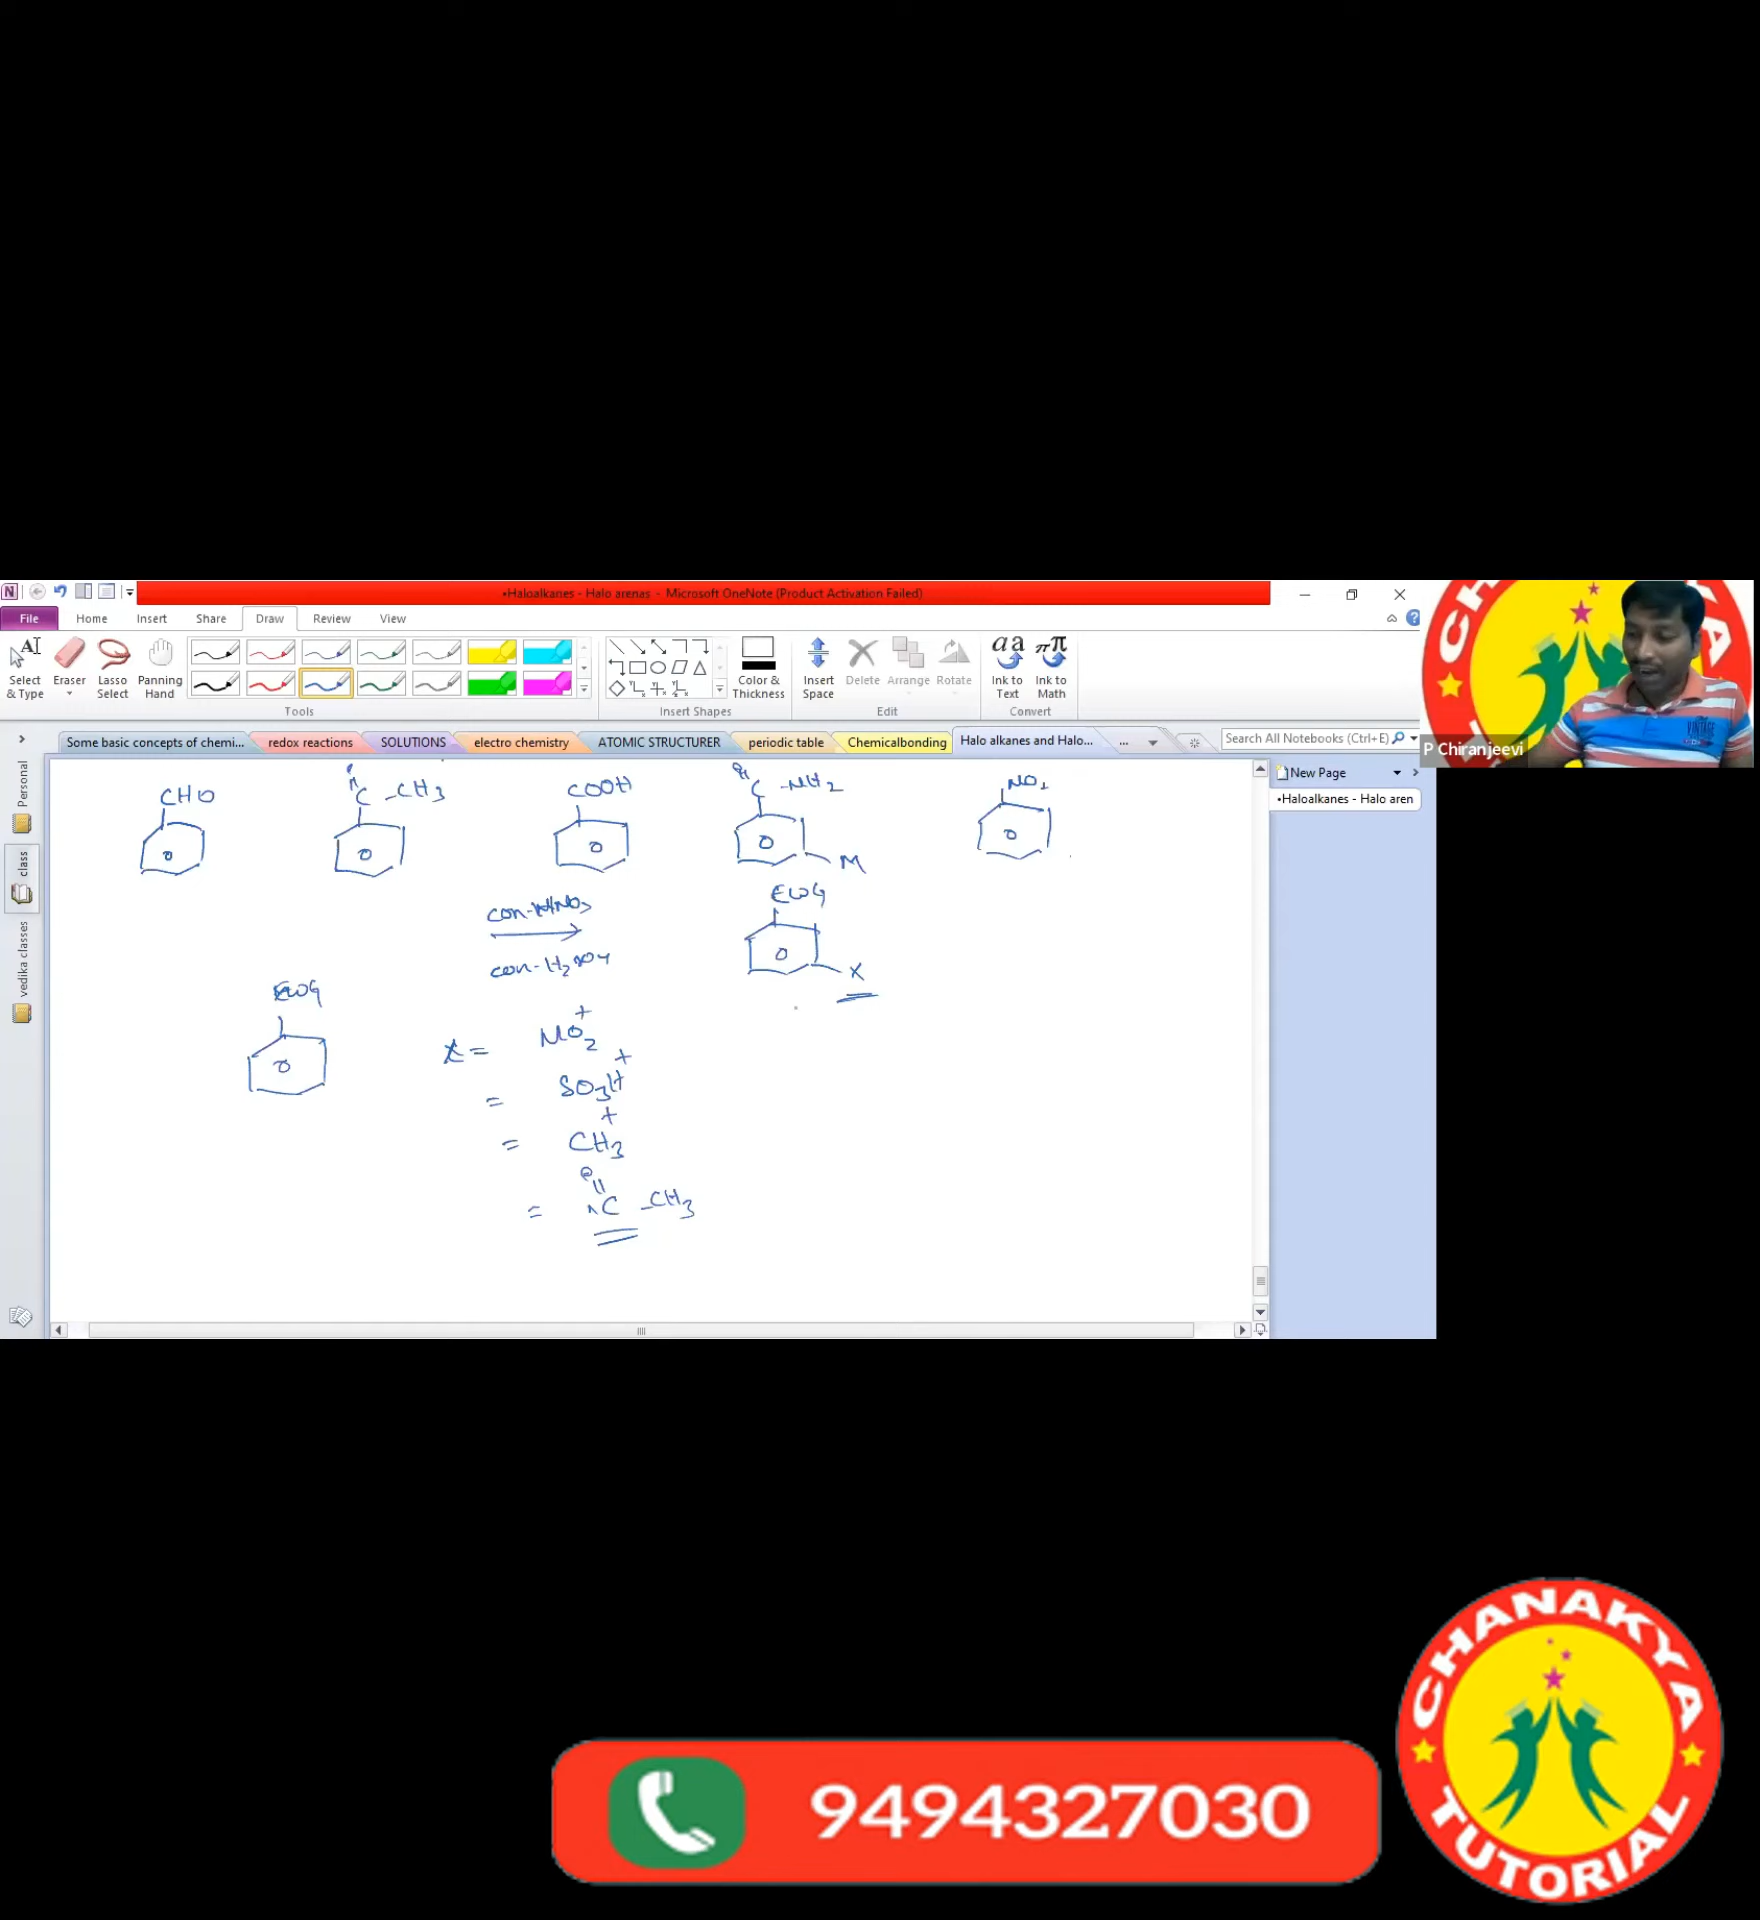 •Haloalkanes - Halo arenas - Microsoft OneNote (Product Activation Failed)
File Home Insert Share Draw Review View
Select & Type
Eraser
Lasso Select
Panning Hand
Tools
Insert Shapes
Color & Thickness
Insert Space
Delete
Arrange
Rotate
Edit
Ink to Text
Ink to Math
Convert
Some basic concepts of chemi... redox reactions SOLUTIONS electro chemistry ATOMIC STRUCTURER periodic table Chemicalbonding Halo alkanes and Halo... ...
Search All Notebooks (Ctrl+E)
P Chiranjeevi
New Page
•Haloalkanes - Halo aren
Personal
class
vedika classes
CHO
C -CH3
COOH
C -NH2
NO2
M
con-HNO3
con-H2SO4
EWG
X
EWG
X = NO2+
= SO3H+
= CH3+
O
= C -CH3
9494327030
CHANAKYA TUTORIAL